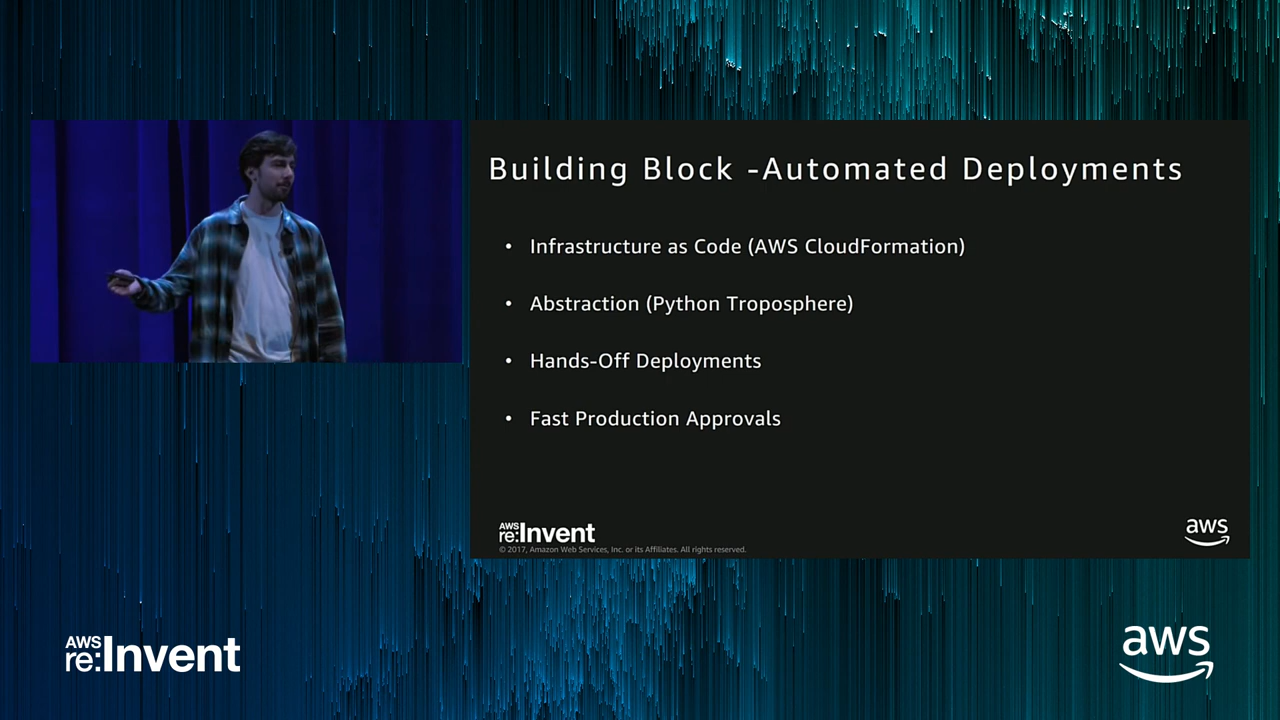 Building Block -Automated Deployments
• Infrastructure as Code (AWS CloudFormation)
• Abstraction (Python Troposphere)
• Hands-Off Deployments
• Fast Production Approvals
AWS
re:Invent
© 2017, Amazon Web Services, Inc. or its Affiliates. All rights reserved.
aws
AWS
re:Invent
aws